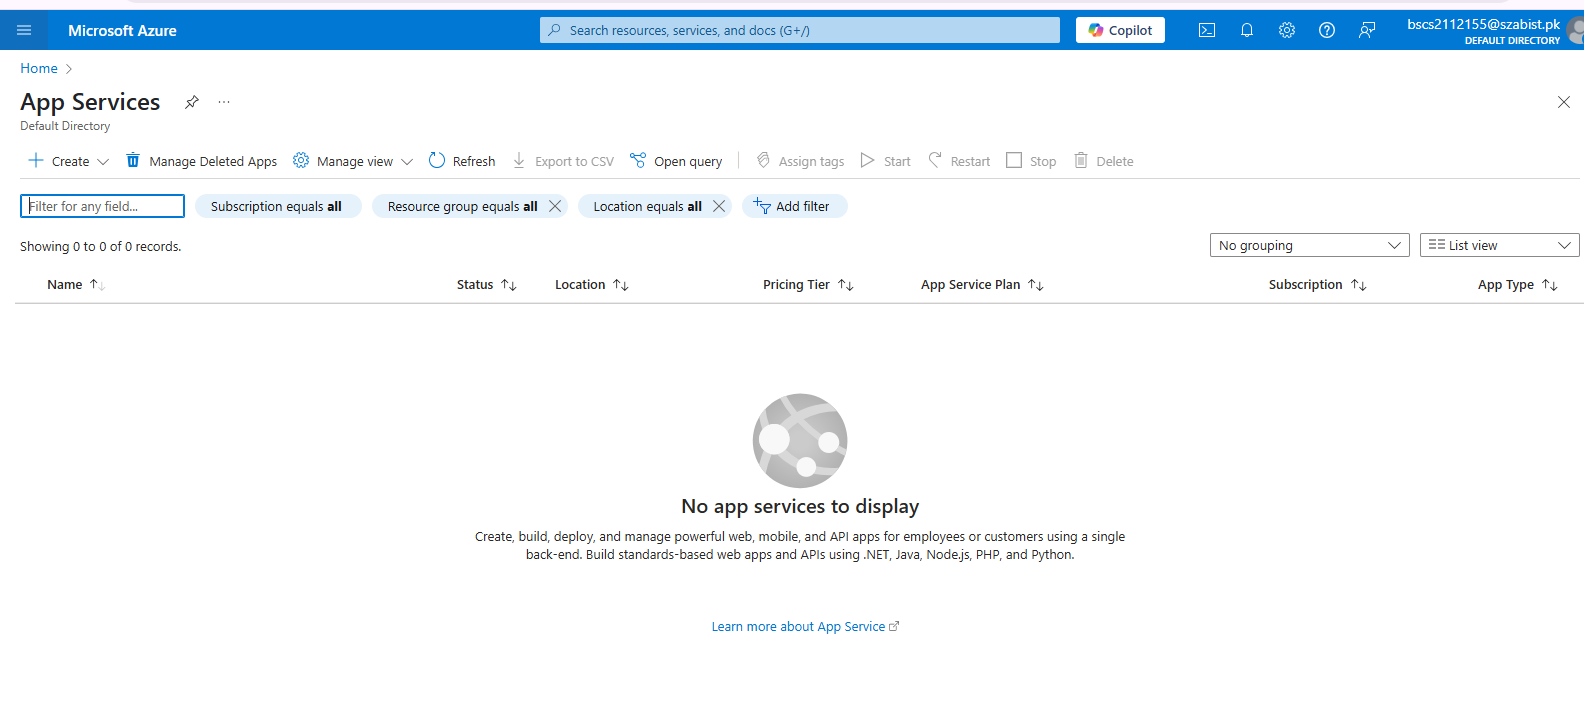 Microsoft Azure
Search resources, services, and docs (G+/)
Copilot
bscs2112155@szabist.pk
DEFAULT DIRECTORY
Home
App Services
Default Directory
Create
Manage Deleted Apps
Manage view
Refresh
Export to CSV
Open query
Assign tags
Start
Restart
Stop
Delete
Filter for any field...
Subscription equals all
Resource group equals all
Location equals all
Add filter
Showing 0 to 0 of 0 records.
No grouping
List view
Name
Status
Location
Pricing Tier
App Service Plan
Subscription
App Type
No app services to display
Create, build, deploy, and manage powerful web, mobile, and API apps for employees or customers using a single
back-end. Build standards-based web apps and APIs using .NET, Java, Node.js, PHP, and Python.
Learn more about App Service